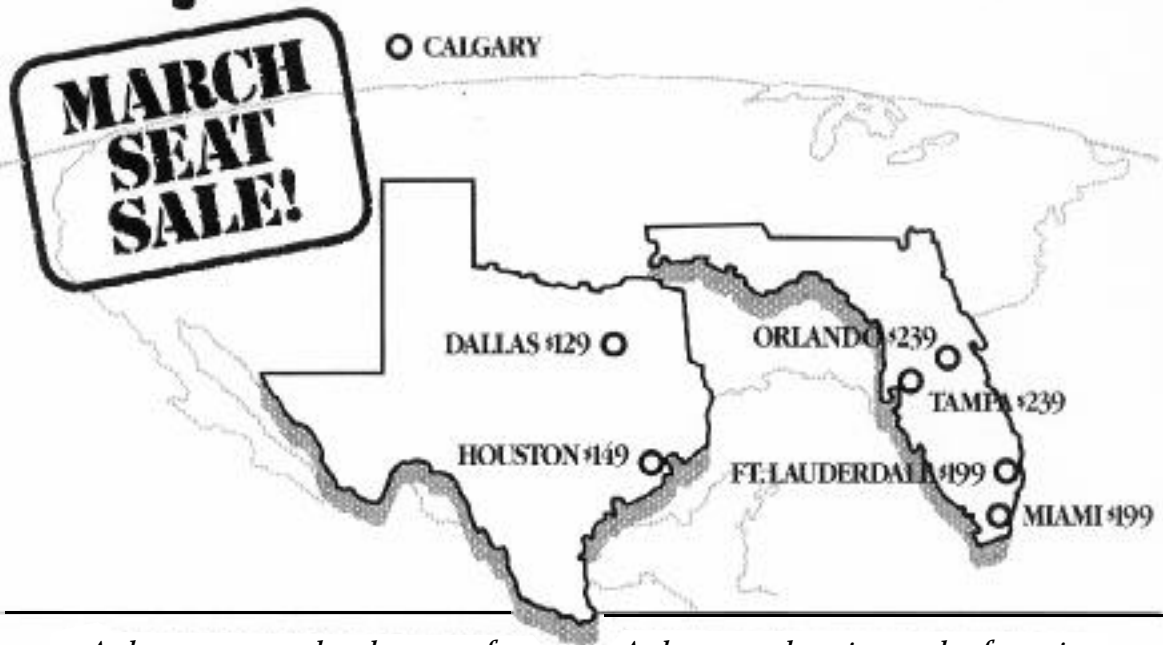 MARCH
SEAT
SALE!
CALGARY
DALLAS $129
ORLANDO $239
TAMPA $239
HOUSTON $149
FT. LAUDERDALE $199
MIAMI $199